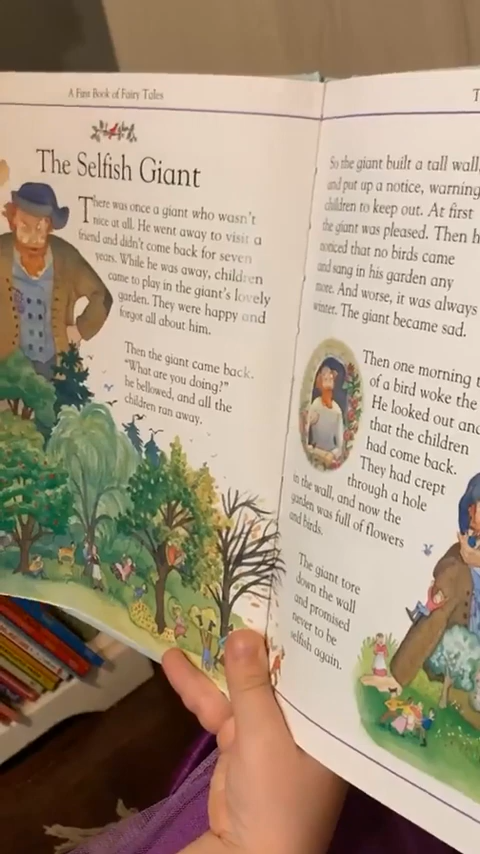 A First Book of Fairy Tales
The Selfish Giant
There was once a giant who wasn't
nice at all. He went away to visit a
friend and didn't come back for seven
years. While he was away, children
came to play in the giant's lovely
garden. They were happy and
forgot all about him.
Then the giant came back.
"What are you doing?"
he bellowed, and all the
children ran away.
So the giant built a tall wall,
and put up a notice, warning
children to keep out. At first
the giant was pleased. Then h
noticed that no birds came
and sang in his garden any
more. And worse, it was always
winter. The giant became sad.
Then one morning t
of a bird woke the
He looked out and
that the children
had come back.
They had crept
through a hole
in the wall, and now the
garden was full of flowers
and birds.
The giant tore
down the wall
and promised
never to be
selfish again.